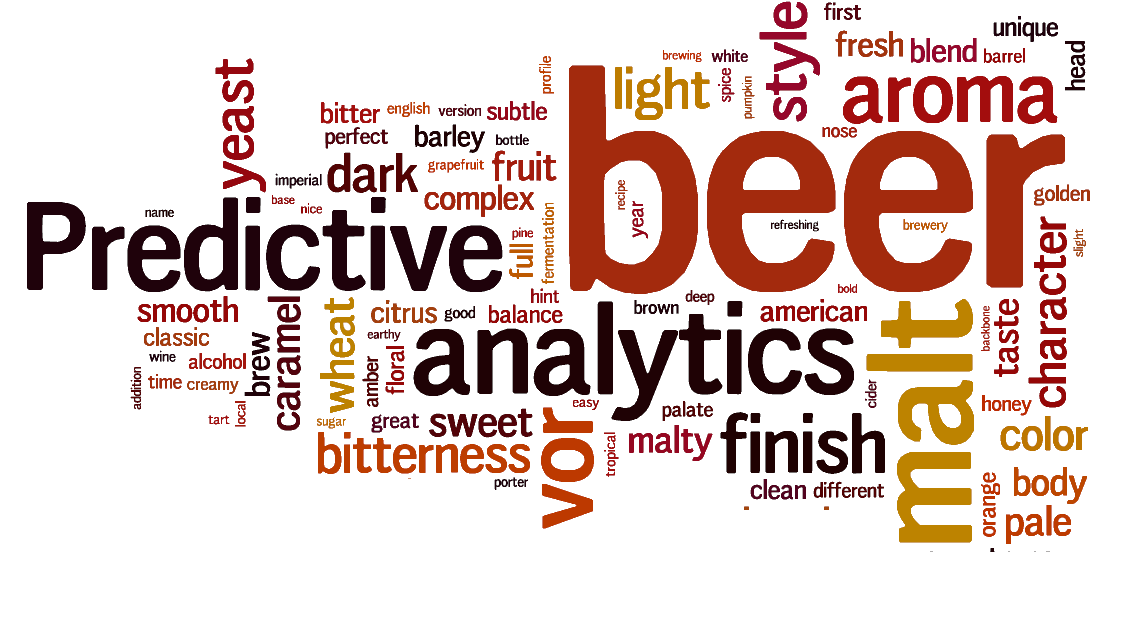 first
style
unique
fresh
blend
barrel
head
brewing
white
light
spice
pumpkin
aroma
profile
yeast
beer
bitter
english
version
subtle
perfect
barley
bottle
nose
imperial
dark
grapefruit
fruit
base
nice
complex
recipe
year
golden
name
Predictive
pine
full
fermentation
refreshing
brewery
character
slight
hint
deep
bold
smooth
caramel
wheat
citrus
good
balance
brown
american
malt
backbone
taste
classic
earthy
analytics
wine
alcohol
brew
amber
floral
addition
time
creamy
cider
tart
local
sugar
great
sweet
easy
palate
honey
vor
tropical
malty
finish
color
bitterness
porter
clean
different
orange
body
pale